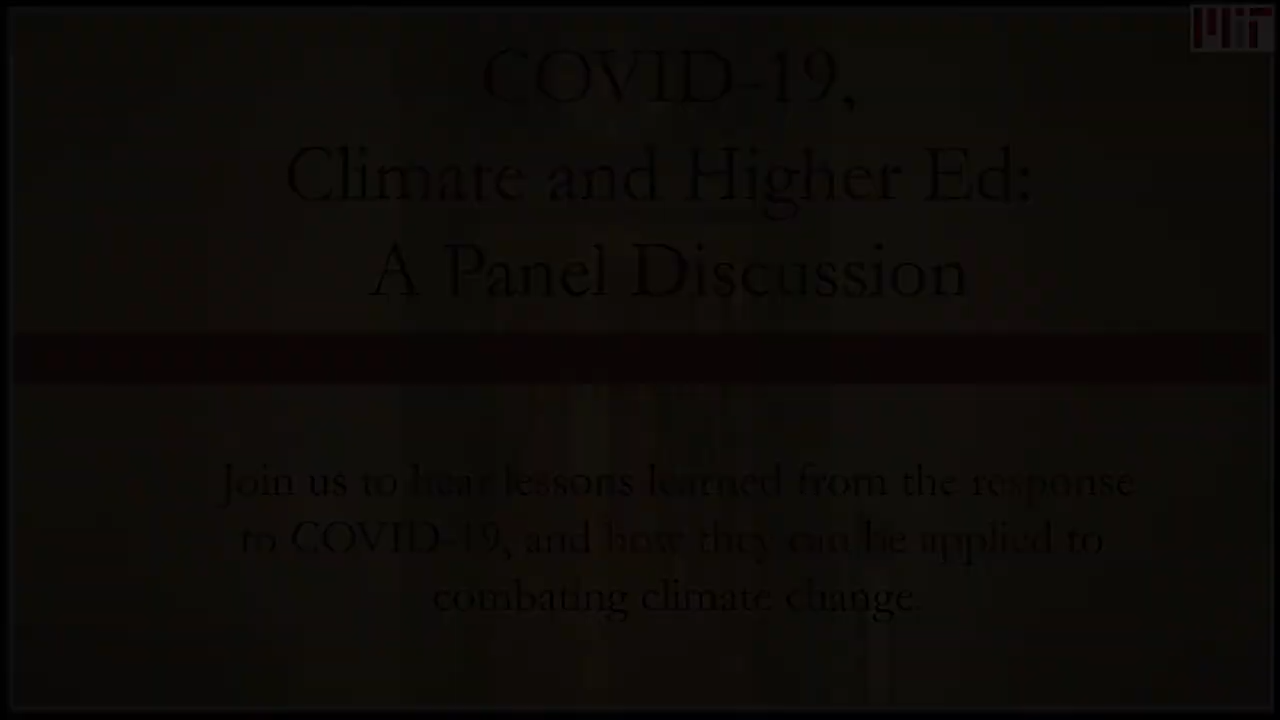 MIT
COVID-19,
Climate and Higher Ed:
A Panel Discussion
Join us to hear lessons learned from the response
to COVID-19, and how they can be applied to
combating climate change